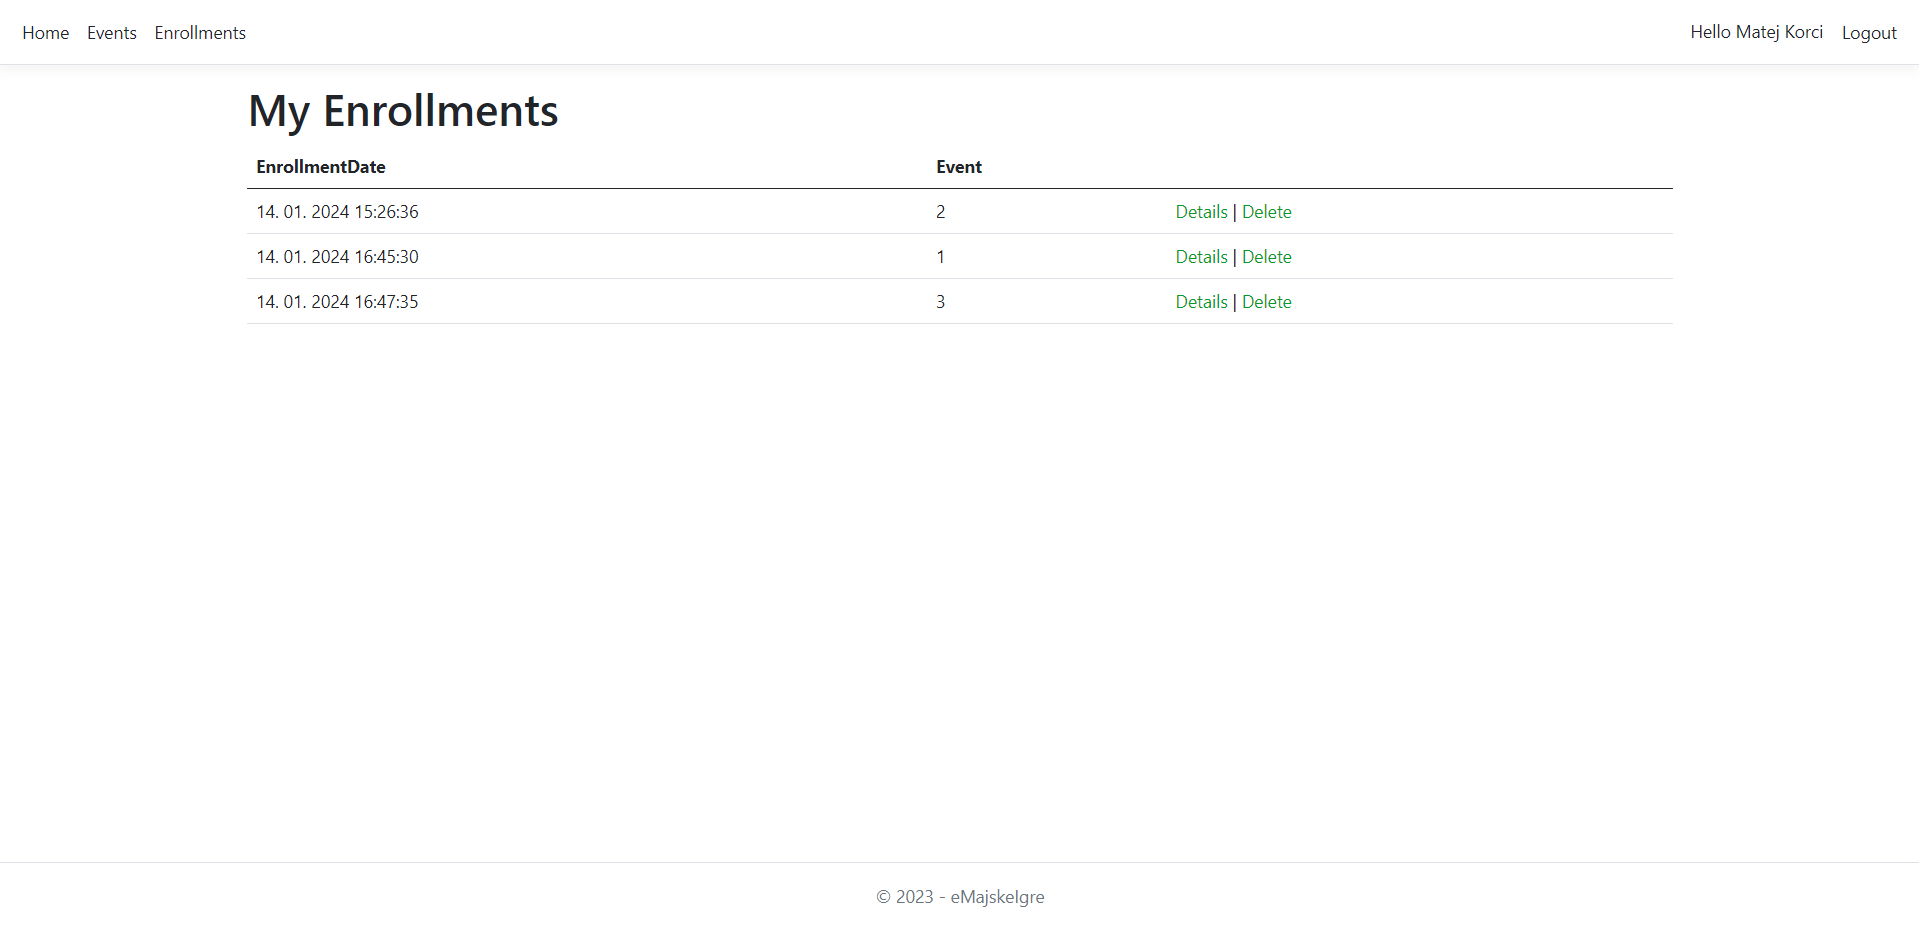 Home Events Enrollments Hello Matej Korci Logout
My Enrollments
EnrollmentDate Event
14. 01. 2024 15:26:36 2 Details | Delete
14. 01. 2024 16:45:30 1 Details | Delete
14. 01. 2024 16:47:35 3 Details | Delete
© 2023 - eMajskeIgre